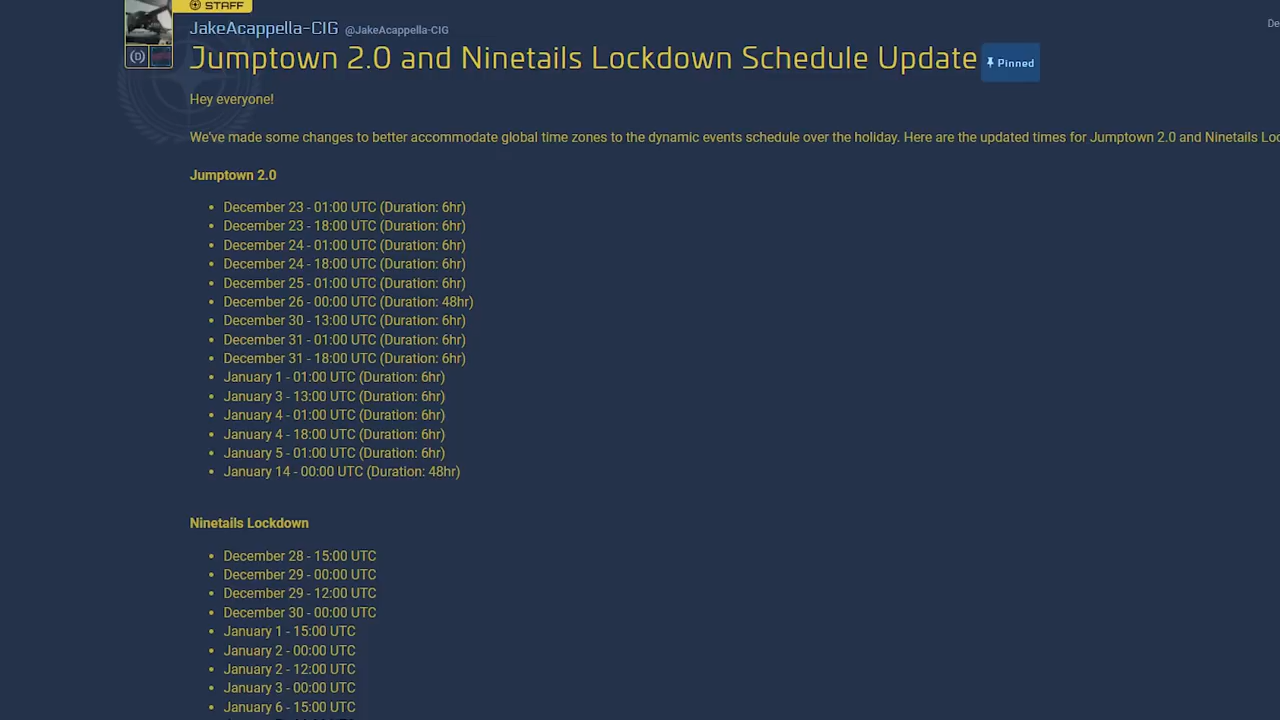 STAFF
JakeAcappella-CIG @JakeAcappella-CIG
De
Jumptown 2.0 and Ninetails Lockdown Schedule Update Pinned
Hey everyone!
We've made some changes to better accommodate global time zones to the dynamic events schedule over the holiday. Here are the updated times for Jumptown 2.0 and Ninetails Loc
Jumptown 2.0
• December 23 - 01:00 UTC (Duration: 6hr)
• December 23 - 18:00 UTC (Duration: 6hr)
• December 24 - 01:00 UTC (Duration: 6hr)
• December 24 - 18:00 UTC (Duration: 6hr)
• December 25 - 01:00 UTC (Duration: 6hr)
• December 26 - 00:00 UTC (Duration: 48hr)
• December 30 - 13:00 UTC (Duration: 6hr)
• December 31 - 01:00 UTC (Duration: 6hr)
• December 31 - 18:00 UTC (Duration: 6hr)
• January 1 - 01:00 UTC (Duration: 6hr)
• January 3 - 13:00 UTC (Duration: 6hr)
• January 4 - 01:00 UTC (Duration: 6hr)
• January 4 - 18:00 UTC (Duration: 6hr)
• January 5 - 01:00 UTC (Duration: 6hr)
• January 14 - 00:00 UTC (Duration: 48hr)
Ninetails Lockdown
• December 28 - 15:00 UTC
• December 29 - 00:00 UTC
• December 29 - 12:00 UTC
• December 30 - 00:00 UTC
• January 1 - 15:00 UTC
• January 2 - 00:00 UTC
• January 2 - 12:00 UTC
• January 3 - 00:00 UTC
• January 6 - 15:00 UTC